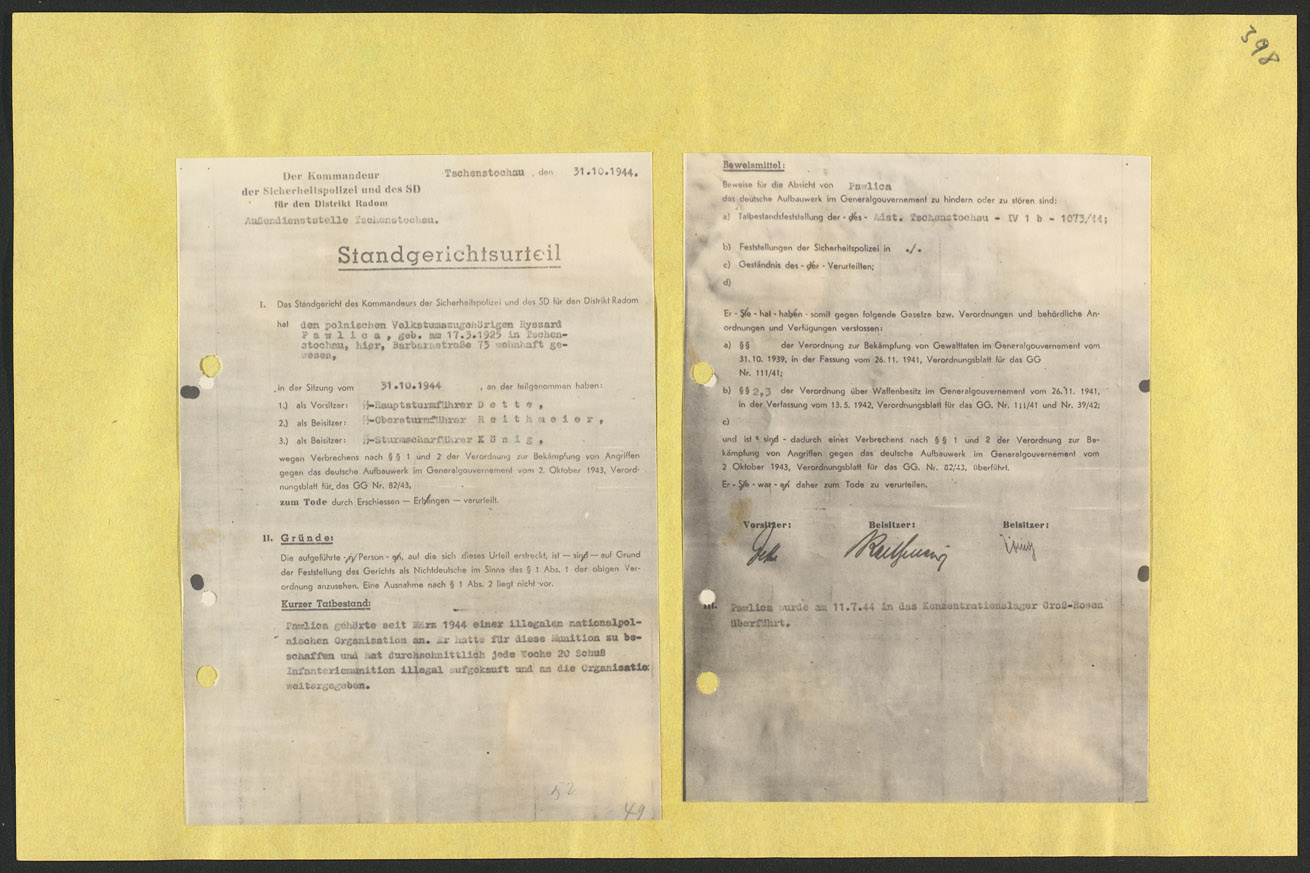 398
Der Kommandeur
der Sicherheitspolizei und des SD
für den Distrikt Radom
Außendienststelle Tschenstochau.
Tschenstochau , den 31.10.1944.
Standgerichtsurteil
I. Das Standgericht des Kommandeurs der Sicherheitspolizei und des SD für den Distrikt Radom
hat den polnischen Volkstumszugehörigen Ryszard
P a w l i c a , geb. am 17.3.1925 in Tschen-
stochau, hier, Barbarastraße 75 wohnhaft ge-
wesen,
in der Sitzung vom 31.10.1944 , an der teilgenommen haben:
1.) als Vorsitzer: SS-Hauptsturmführer D e t t e ,
2.) als Beisitzer: SS-Obersturmführer R e i t h m e i e r ,
3.) als Beisitzer: SS-Sturmscharführer K ö n i g ,
wegen Verbrechens nach § § 1 und 2 der Verordnung zur Bekämpfung von Angriffen
gegen das deutsche Aufbauwerk im Generalgouvernement vom 2. Oktober 1943, Verord-
nungsblatt für das GG Nr. 82/43,
zum Tode durch Erschiessen — Erhängen — verurteilt.
II. Gründe:
Die aufgeführte -n/Person - en, auf die sich dieses Urteil erstreckt, ist — sind — auf Grund
der Feststellung des Gerichts als Nichtdeutsche im Sinne des § 1 Abs. 1 der obigen Ver-
ordnung anzusehen. Eine Ausnahme nach § 1 Abs. 2 liegt nicht vor.
Kurzer Tatbestand:
Pawlica gehörte seit März 1944 einer illegalen nationalpol-
nischen Organisation an. Er hatte für diese Munition zu be-
schaffen und hat durchschnittlich jede Woche 20 Schuß
Infanteriemunition illegal aufgekauft und an die Organisation
weitergegeben.
52
49
Beweismittel:
Beweise für die Absicht von Pawlica
das deutsche Aufbauwerk im Generalgouvernement zu hindern oder zu stören sind:
a) Tatbestandsfeststellung der - des - Adst. Tschenstochau - IV 1 b - 1073/44;
b) Feststellungen der Sicherheitspolizei in ./.
c) Geständnis des - der - Verurteilten;
d)
Er - Sie - hat - haben - somit gegen folgende Gesetze bzw. Verordnungen und behördliche An-
ordnungen und Verfügungen verstossen:
a) § § der Verordnung zur Bekämpfung von Gewalttaten im Generalgouvernement vom
31.10. 1939, in der Fassung vom 26.11. 1941, Verordnungsblatt für das GG
Nr. 111/41;
b) § § 2,3 der Verordnung über Waffenbesitz im Generalgouvernement vom 26.11. 1941,
in der Verfassung vom 13.5. 1942, Verordnungsblatt für das GG. Nr. 111/41 und Nr. 39/42;
c)
und ist - sind - dadurch eines Verbrechens nach § § 1 und 2 der Verordnung zur Be-
kämpfung von Angriffen gegen das deutsche Aufbauwerk im Generalgouvernement vom
2 Oktober 1943, Verordnungsblatt für das GG. Nr. 82/43, überführt.
Er - Sie - war - en daher zum Tode zu verurteilen.
Vorsitzer: Beisitzer: Beisitzer:
III. Pawlica wurde am 11.7.44 in das Konzentrationslager Groß-Rosen
überführt.